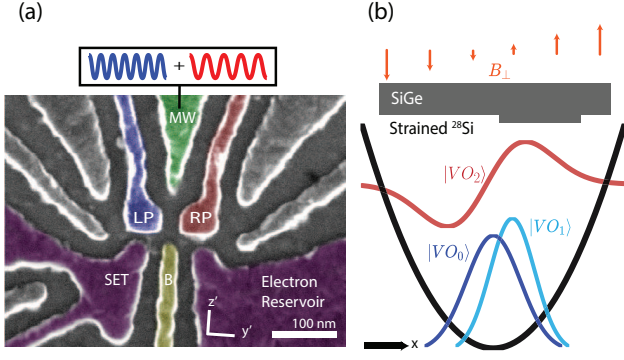 (a)
+
MW
LP
RP
SET
B
Electron
Reservoir
z'
y'
100 nm
(b)
B⊥
SiGe
Strained ²⁸Si
|VO₂⟩
|VO₁⟩
|VO₀⟩
x